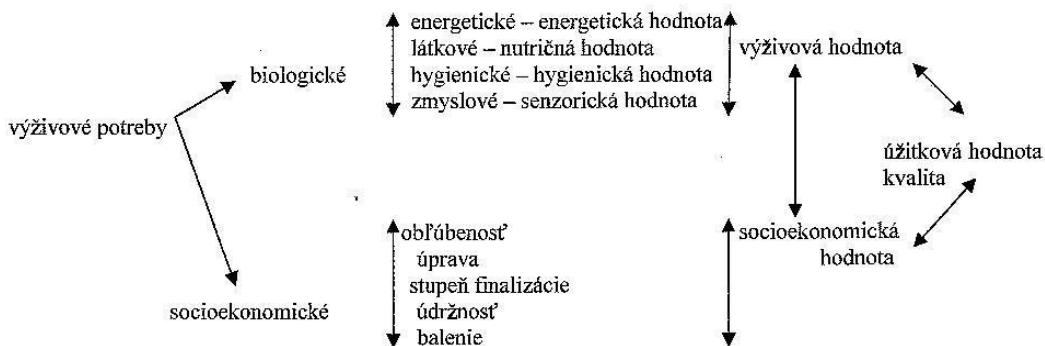 výživové potreby
biologické
socioekonomické
energetické – energetická hodnota
látkové – nutričná hodnota
hygienické – hygienická hodnota
zmyslové – senzorická hodnota
obľúbenosť
úprava
stupeň finalizácie
údržnosť
balenie
výživová hodnota
socioekonomická
hodnota
úžitková hodnota
kvalita